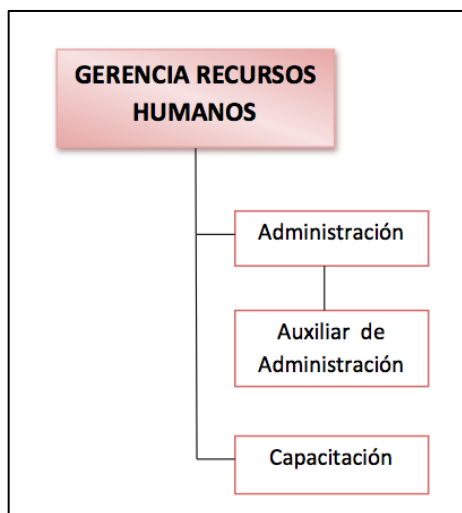 GERENCIA RECURSOS
HUMANOS
Administración
Auxiliar de
Administración
Capacitación